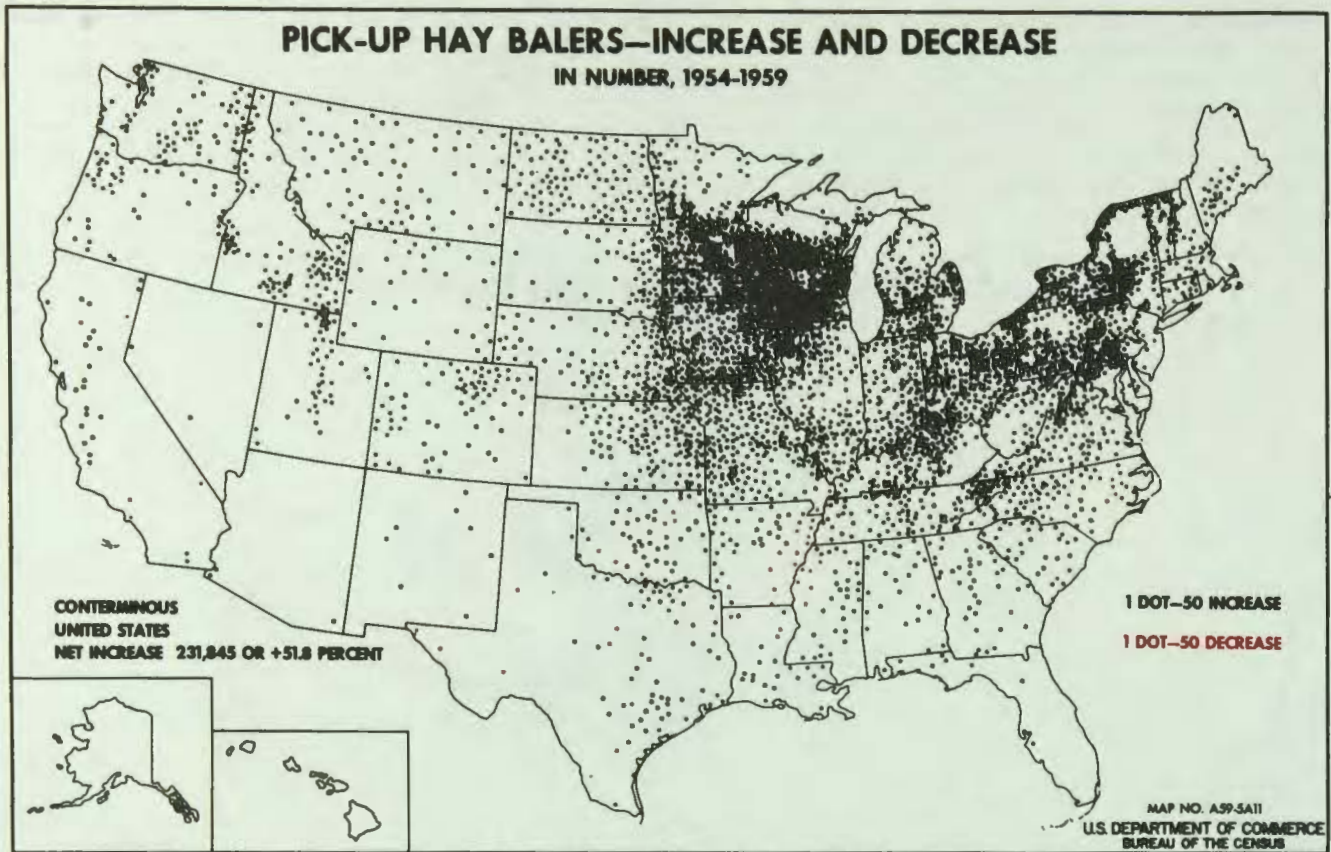 PICK-UP HAY BALERS—INCREASE AND DECREASE
IN NUMBER, 1954-1959
CONTERMINOUS
UNITED STATES
NET INCREASE 231,845 OR +51.8 PERCENT
1 DOT—50 INCREASE
1 DOT—50 DECREASE
MAP NO. A59-5A11
U.S. DEPARTMENT OF COMMERCE
BUREAU OF THE CENSUS